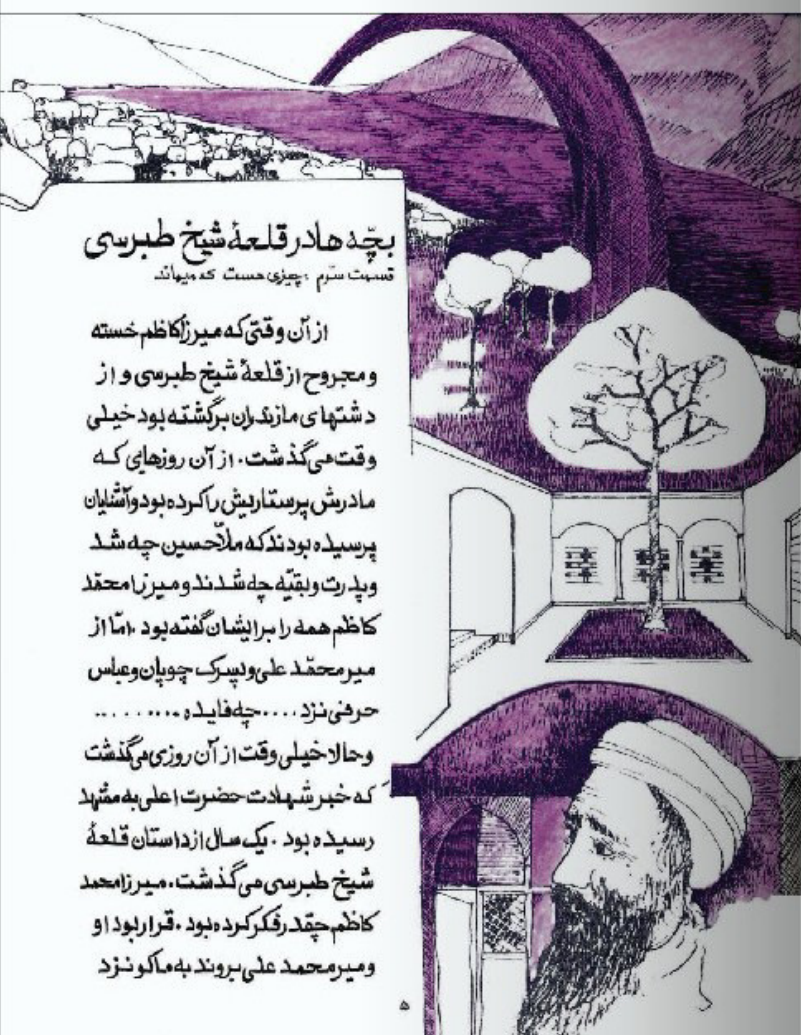 بچّه ها در قلعهٔ شیخ طبرسی
قسمت سوّم : چیزی هست که میماند
از آن وقتی که میرزا کاظم خسته
و مجروح از قلعهٔ شیخ طبرسی و از
دشتهای مازندران برگشته بود خیلی
وقت می گذشت . از آن روزهایی که
مادرش پرستاریش را کرده بود و آشنایان
پرسیده بودند که ملّاحسین چه شد
و پدرت و بقیّه چه شدند و میرزا محمّد
کاظم همه را برایشان گفته بود . امّا از
میر محمّد علی و پسرک چوپان و عباس
حرفی نزد .... چه فایده ........
و حالا خیلی وقت از آن روزی می گذشت
که خبر شهادت حضرت اعلی به مشهد
رسیده بود . یک سال از داستان قلعهٔ
شیخ طبرسی می گذشت . میرزا محمد
کاظم چقدر فکر کرده بود . قرار بود او
و میر محمد علی بروند به ماکو نزد
۵